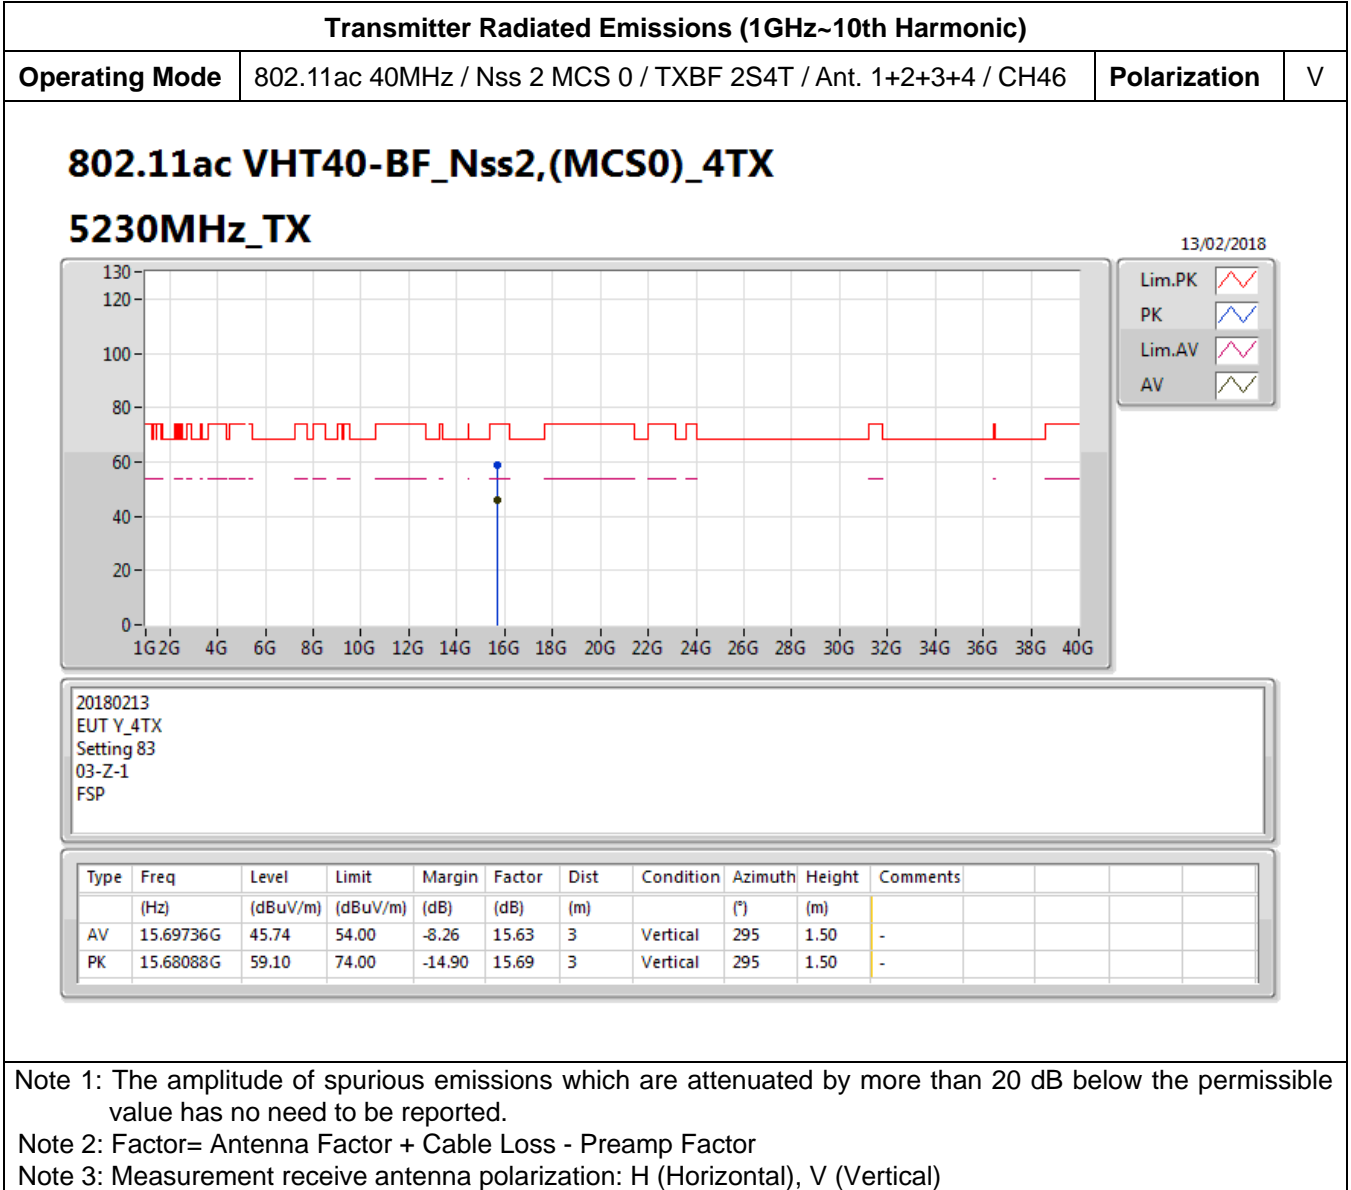 Transmitter Radiated Emissions (1GHz~10th Harmonic)
Operating Mode 802.11ac 40MHz / Nss 2 MCS 0 / TXBF 2S4T / Ant. 1+2+3+4 / CH46 Polarization V
802.11ac VHT40-BF_Nss2,(MCS0)_4TX
5230MHz_TX
13/02/2018
130
120
100
80
60
40
20
0
1G 2G 4G 6G 8G 10G 12G 14G 16G 18G 20G 22G 24G 26G 28G 30G 32G 34G 36G 38G 40G
Lim.PK
PK
Lim.AV
AV
20180213
EUT Y_4TX
Setting 83
03-Z-1
FSP
Type Freq Level Limit Margin Factor Dist Condition Azimuth Height Comments
(Hz) (dBuV/m) (dBuV/m) (dB) (dB) (m) (°) (m)
AV 15.69736G 45.74 54.00 -8.26 15.63 3 Vertical 295 1.50 -
PK 15.68088G 59.10 74.00 -14.90 15.69 3 Vertical 295 1.50 -
Note 1: The amplitude of spurious emissions which are attenuated by more than 20 dB below the permissible
value has no need to be reported.
Note 2: Factor= Antenna Factor + Cable Loss - Preamp Factor
Note 3: Measurement receive antenna polarization: H (Horizontal), V (Vertical)